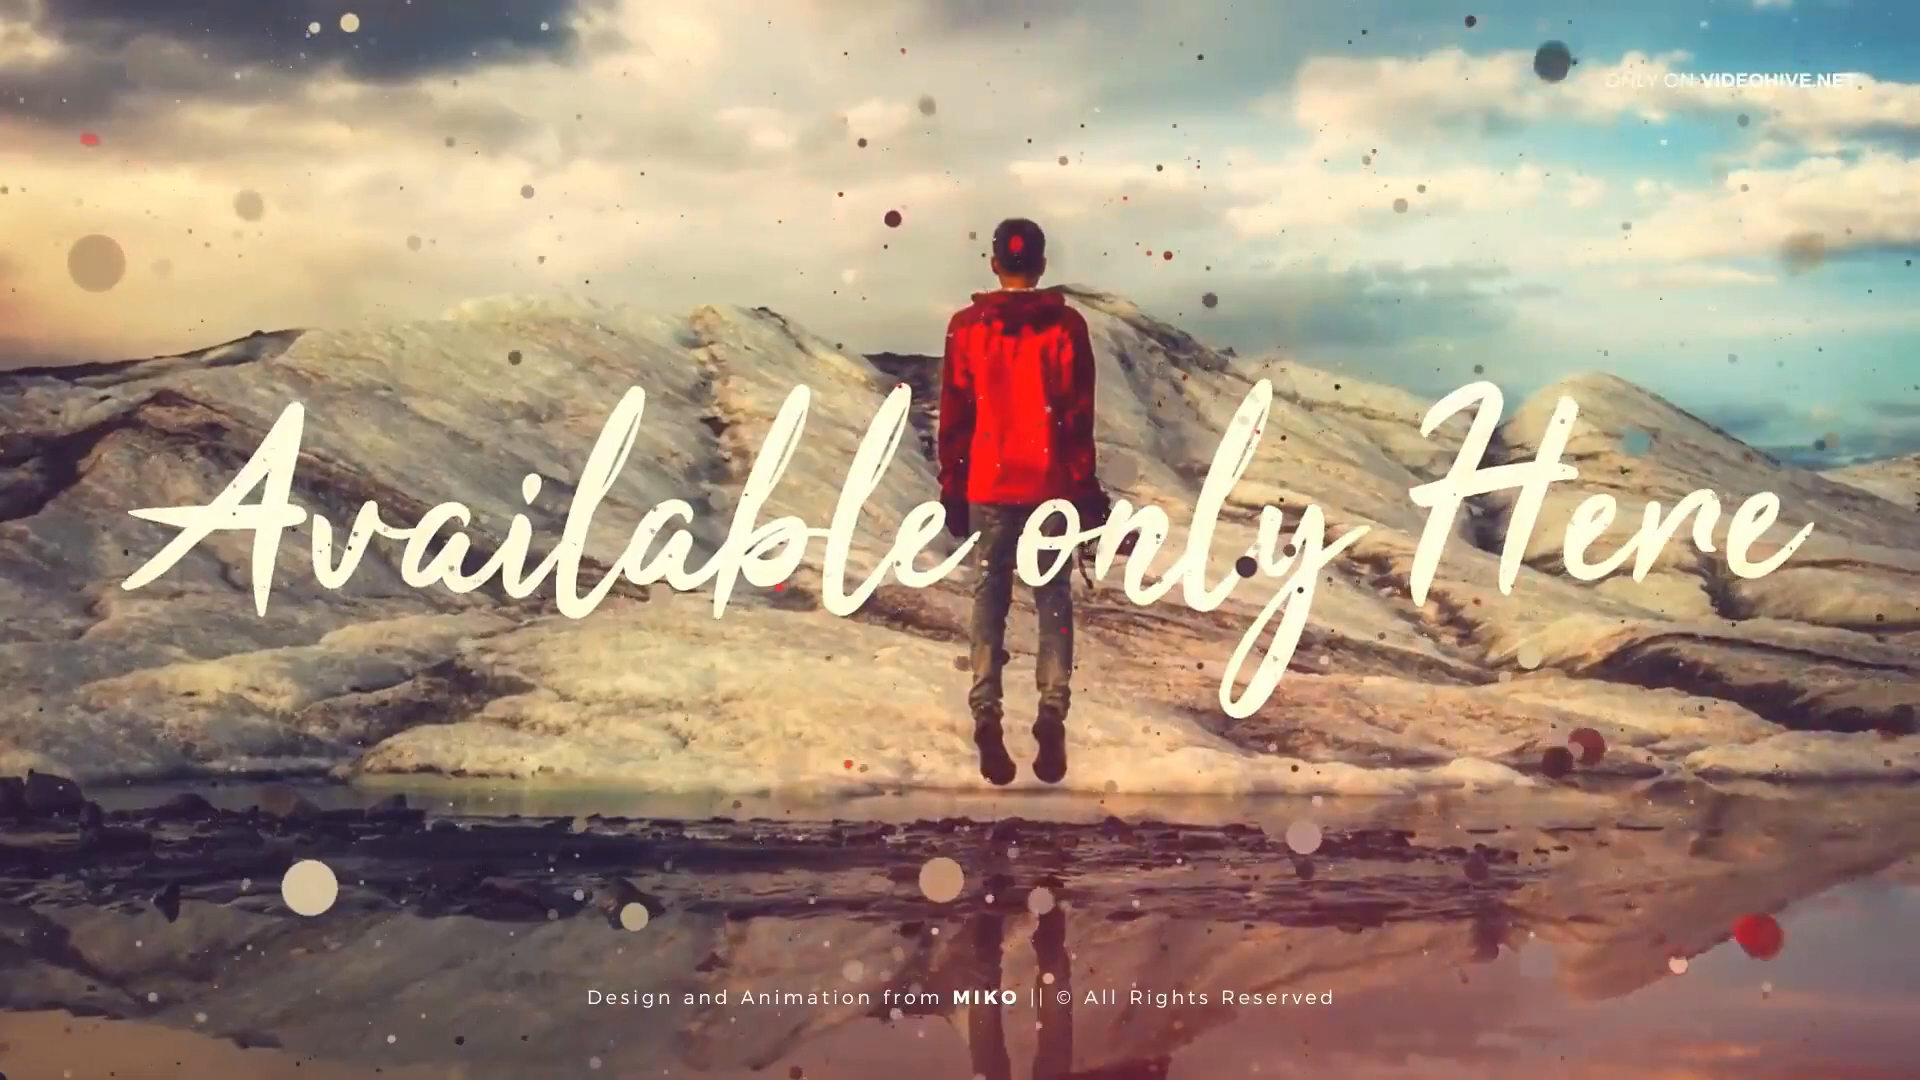 ONLY ON VIDEOHIVE.NET
Available only Here
Design and Animation from MIKO || © All Rights Reserved